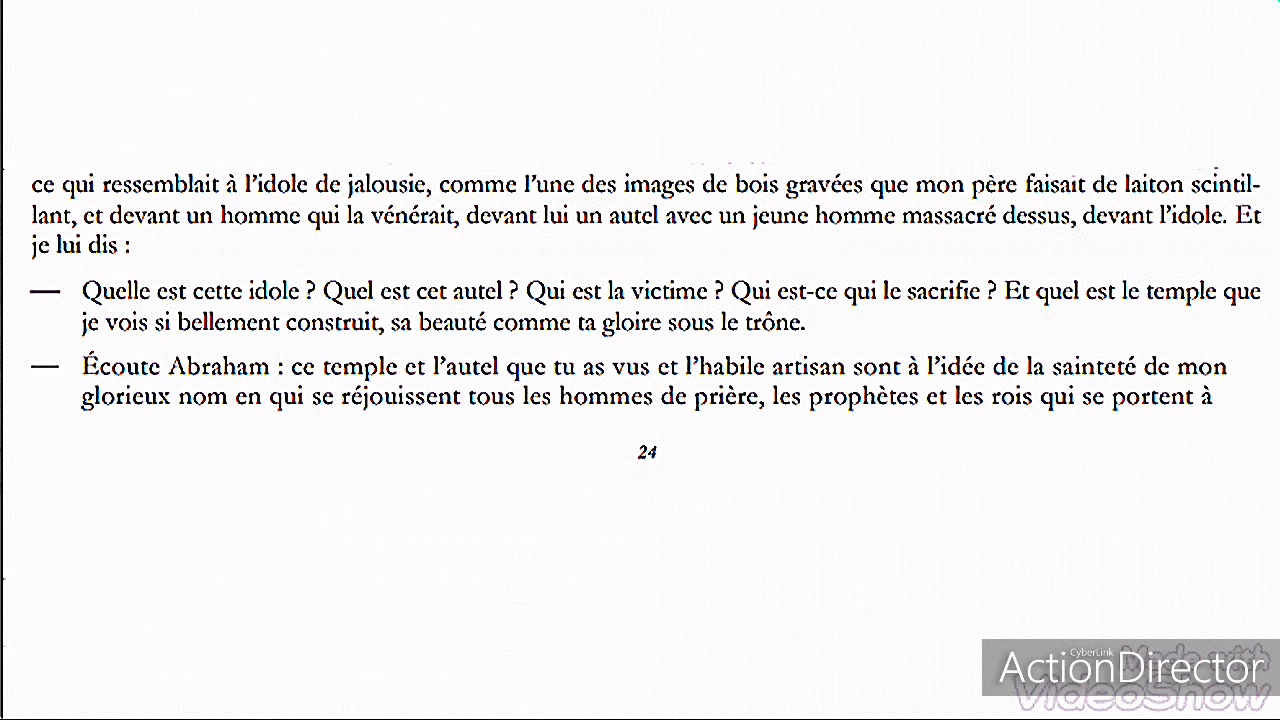 ce qui ressemblait à l'idole de jalousie, comme l'une des images de bois gravées que mon père faisait de laiton scintil-
lant, et devant un homme qui la vénérait, devant lui un autel avec un jeune homme massacré dessus, devant l'idole. Et
je lui dis :
— Quelle est cette idole ? Quel est cet autel ? Qui est la victime ? Qui est-ce qui le sacrifie ? Et quel est le temple que
je vois si bellement construit, sa beauté comme ta gloire sous le trône.
— Écoute Abraham : ce temple et l'autel que tu as vus et l'habile artisan sont à l'idée de la sainteté de mon
glorieux nom en qui se réjouissent tous les hommes de prière, les prophètes et les rois qui se portent à
24
Made with
CyberLink
ActionDirector
VideoShow